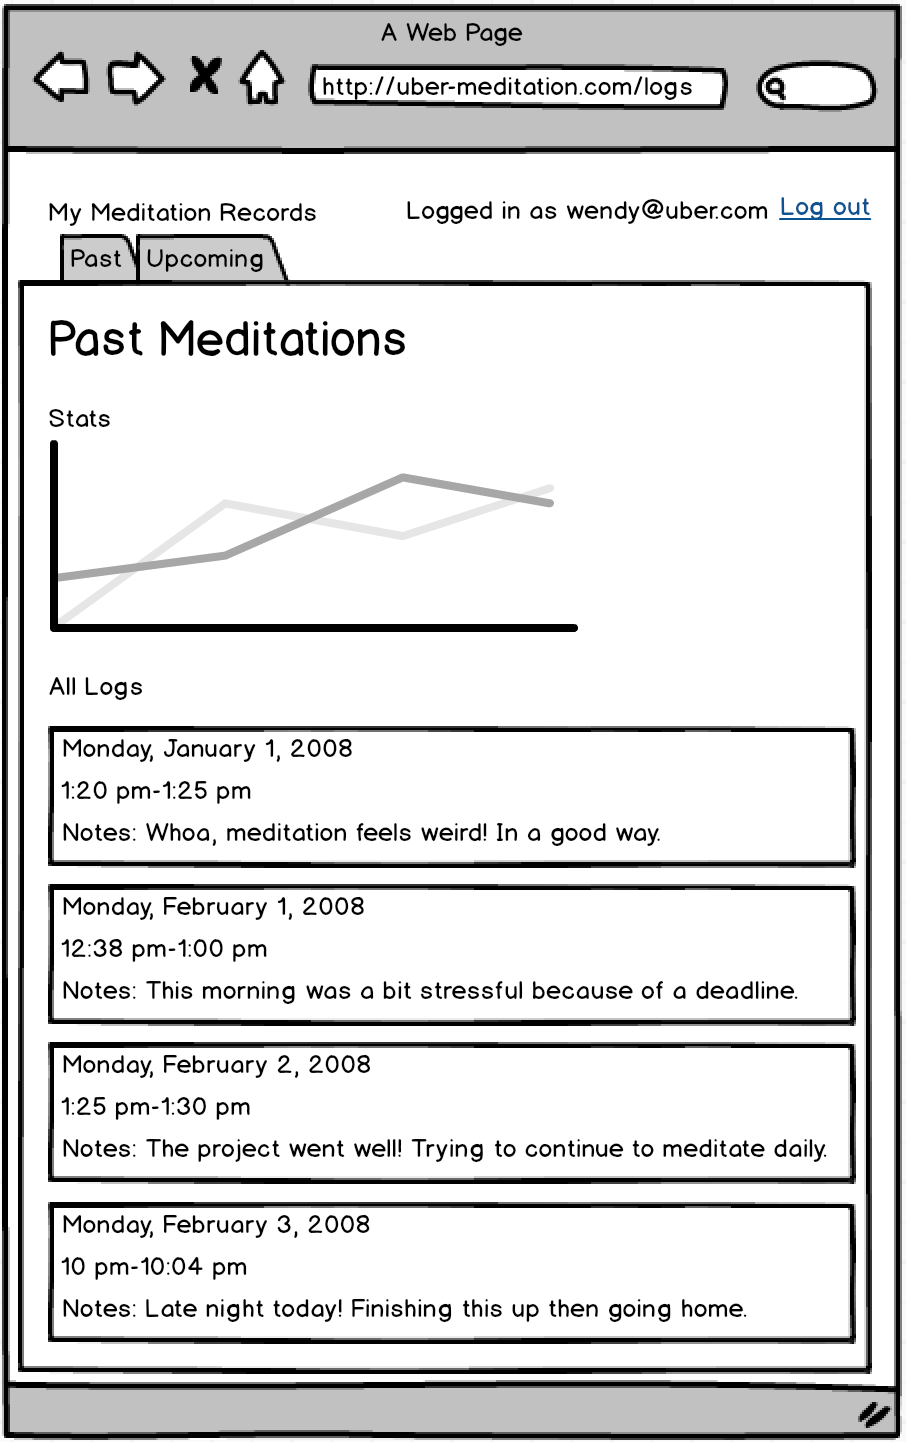 A Web Page
http://uber-meditation.com/logs
My Meditation Records
Logged in as wendy@uber.com Log out
Past Upcoming
Past Meditations
Stats
All Logs
Monday, January 1, 2008
1:20 pm-1:25 pm
Notes: Whoa, meditation feels weird! In a good way.
Monday, February 1, 2008
12:38 pm-1:00 pm
Notes: This morning was a bit stressful because of a deadline.
Monday, February 2, 2008
1:25 pm-1:30 pm
Notes: The project went well! Trying to continue to meditate daily.
Monday, February 3, 2008
10 pm-10:04 pm
Notes: Late night today! Finishing this up then going home.